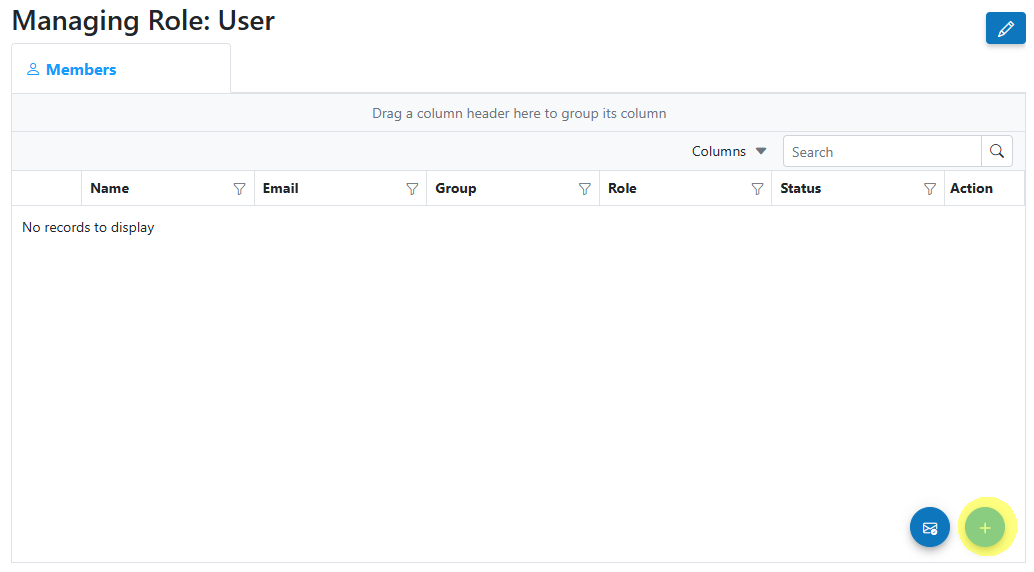 Managing Role: User
Members
Drag a column header here to group its column
Columns Search
Name Email Group Role Status Action
No records to display